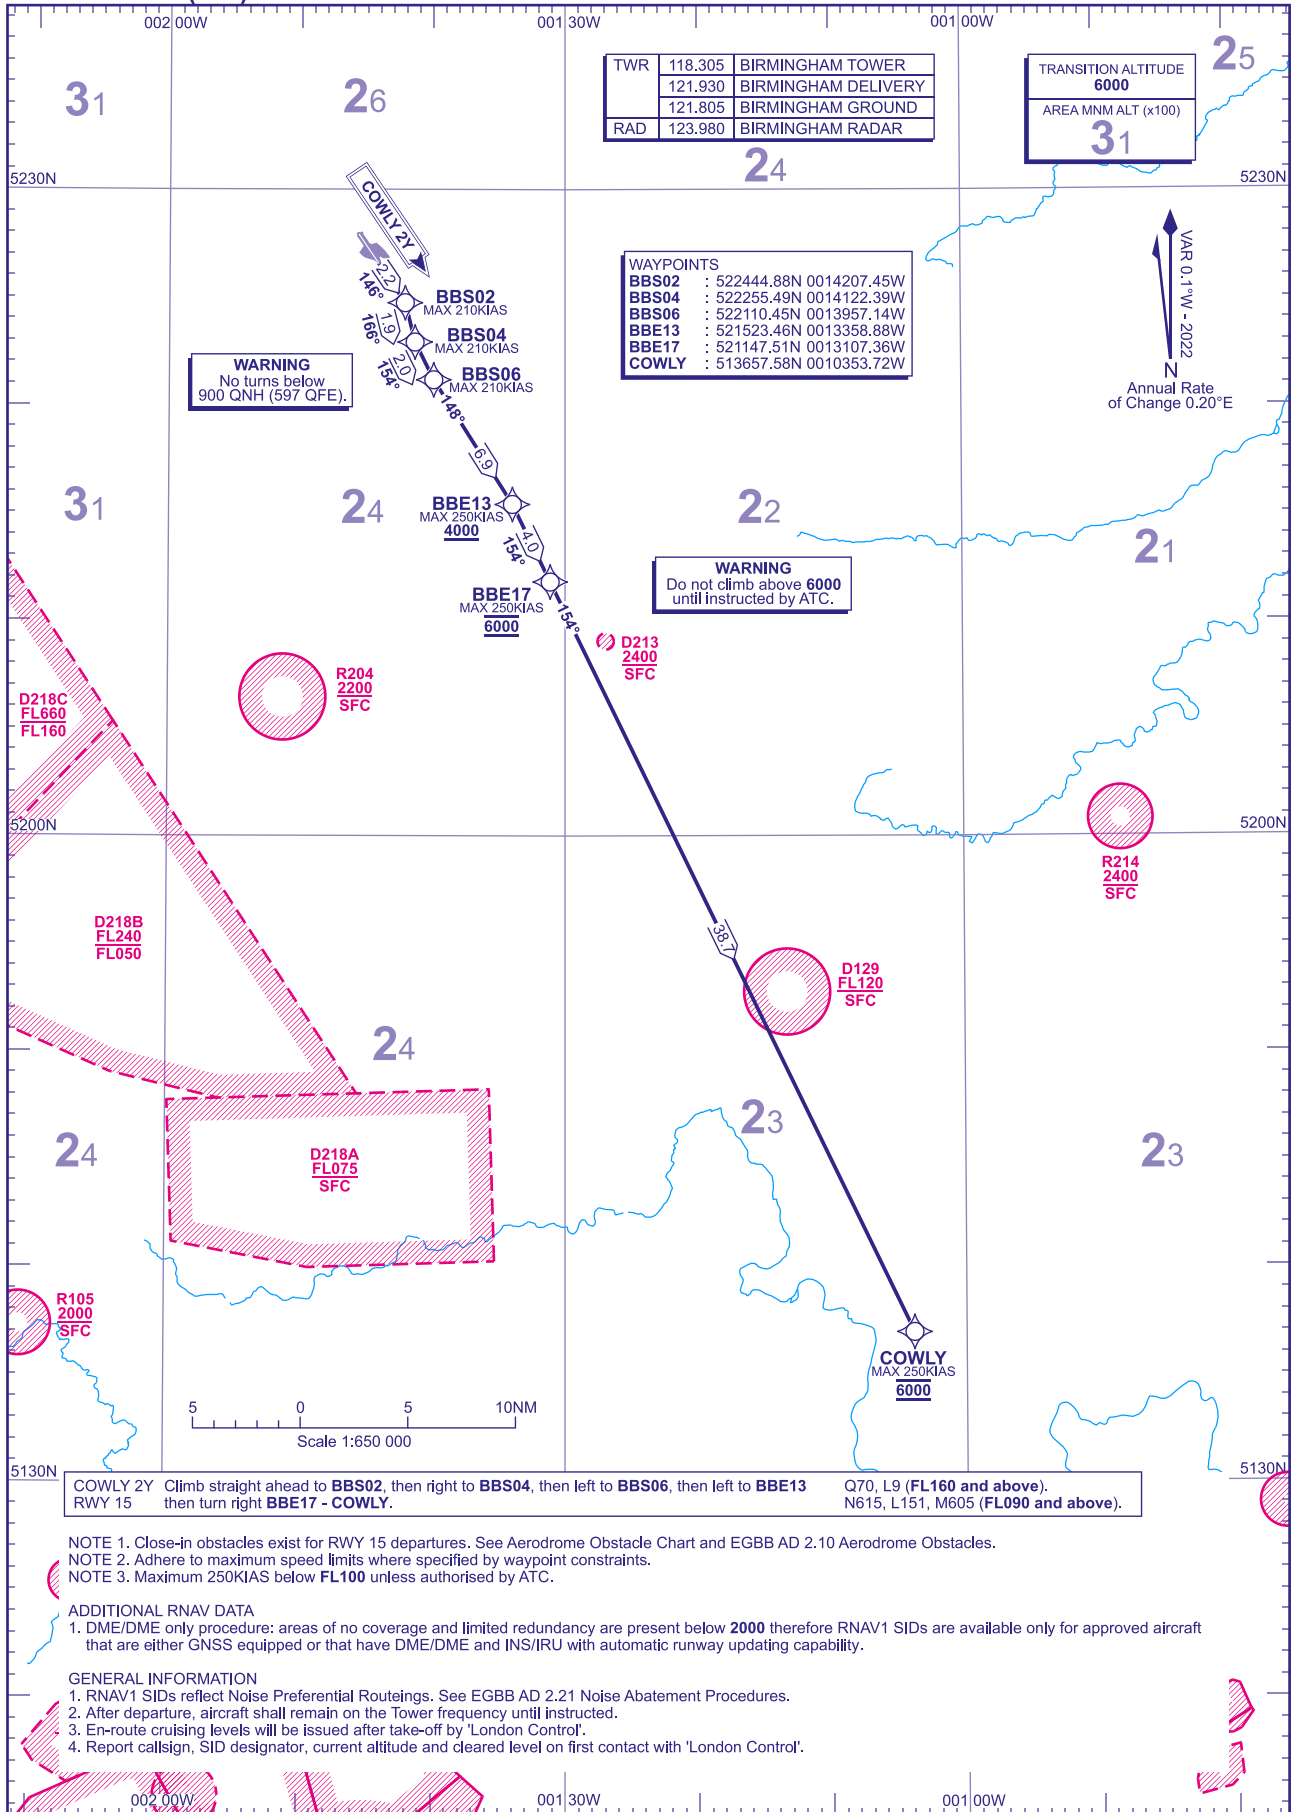 002 00W
001 30W
001 00W
31
26
25
TWR 118.305 BIRMINGHAM TOWER
121.930 BIRMINGHAM DELIVERY
121.805 BIRMINGHAM GROUND
RAD 123.980 BIRMINGHAM RADAR
TRANSITION ALTITUDE
6000
AREA MNM ALT (x100)
31
24
5230N
5230N
COWLY 2Y
VAR 0.1°W - 2022
N
Annual Rate
of Change 0.20°E
WAYPOINTS
BBS02 : 522444.88N 0014207.45W
BBS04 : 522255.49N 0014122.39W
BBS06 : 522110.45N 0013957.14W
BBE13 : 521523.46N 0013358.88W
BBE17 : 521147.51N 0013107.36W
COWLY : 513657.58N 0010353.72W
2.2
146°
BBS02
MAX 210KIAS
1.9
166°
BBS04
MAX 210KIAS
2.0
154°
BBS06
MAX 210KIAS
WARNING
No turns below
900 QNH (597 QFE).
148°
6.9
31
24
22
21
BBE13
MAX 250KIAS
4000
4.0
154°
WARNING
Do not climb above 6000
until instructed by ATC.
BBE17
MAX 250KIAS
6000
154°
D213
2400
SFC
R204
2200
SFC
D218C
FL660
FL160
5200N
5200N
R214
2400
SFC
D218B
FL240
FL050
38.7
D129
FL120
SFC
24
23
24
23
D218A
FL075
SFC
R105
2000
SFC
COWLY
MAX 250KIAS
6000
5 0 5 10NM
Scale 1:650 000
5130N
5130N
COWLY 2Y Climb straight ahead to BBS02, then right to BBS04, then left to BBS06, then left to BBE13 Q70, L9 (FL160 and above).
RWY 15 then turn right BBE17 - COWLY. N615, L151, M605 (FL090 and above).
NOTE 1. Close-in obstacles exist for RWY 15 departures. See Aerodrome Obstacle Chart and EGBB AD 2.10 Aerodrome Obstacles.
NOTE 2. Adhere to maximum speed limits where specified by waypoint constraints.
NOTE 3. Maximum 250KIAS below FL100 unless authorised by ATC.
ADDITIONAL RNAV DATA
1. DME/DME only procedure: areas of no coverage and limited redundancy are present below 2000 therefore RNAV1 SIDs are available only for approved aircraft
that are either GNSS equipped or that have DME/DME and INS/IRU with automatic runway updating capability.
GENERAL INFORMATION
1. RNAV1 SIDs reflect Noise Preferential Routeings. See EGBB AD 2.21 Noise Abatement Procedures.
2. After departure, aircraft shall remain on the Tower frequency until instructed.
3. En-route cruising levels will be issued after take-off by 'London Control'.
4. Report callsign, SID designator, current altitude and cleared level on first contact with 'London Control'.
002 00W
001 30W
001 00W